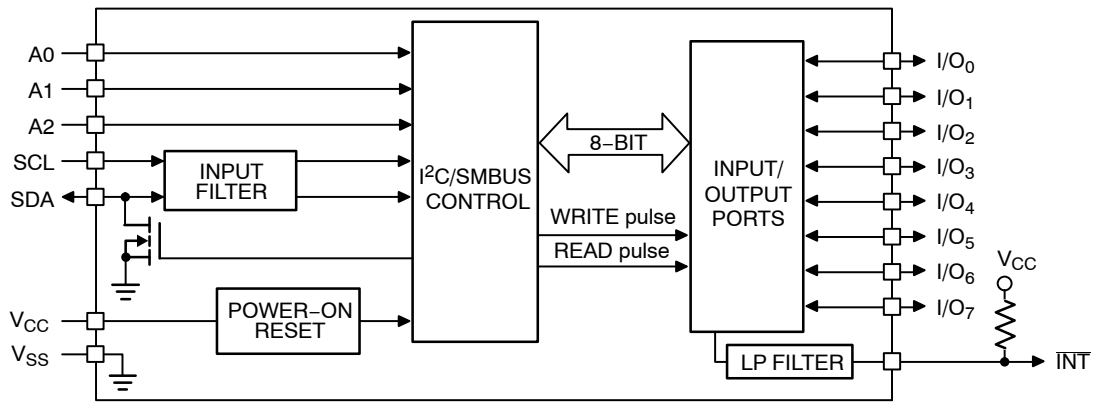 A0
A1
A2
SCL
SDA
VCC
VSS
INPUT
FILTER
POWER−ON
RESET
I²C/SMBUS
CONTROL
8−BIT
WRITE pulse
READ pulse
INPUT/
OUTPUT
PORTS
LP FILTER
I/O0
I/O1
I/O2
I/O3
I/O4
I/O5
I/O6
I/O7
VCC
INT